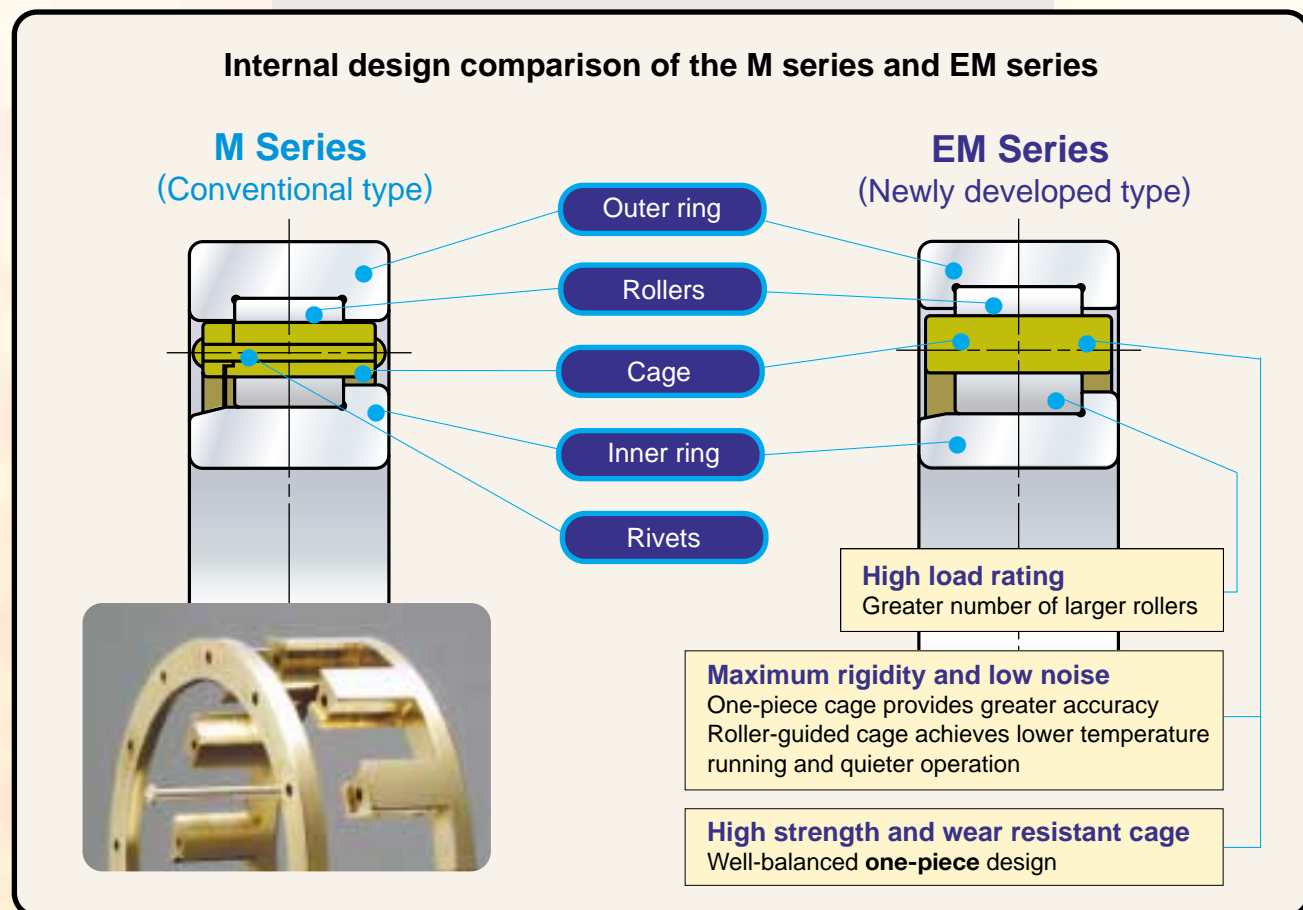 Internal design comparison of the M series and EM series
M Series
(Conventional type)
EM Series
(Newly developed type)
Outer ring
Rollers
Cage
Inner ring
Rivets
High load rating
Greater number of larger rollers
Maximum rigidity and low noise
One-piece cage provides greater accuracy
Roller-guided cage achieves lower temperature
running and quieter operation
High strength and wear resistant cage
Well-balanced one-piece design